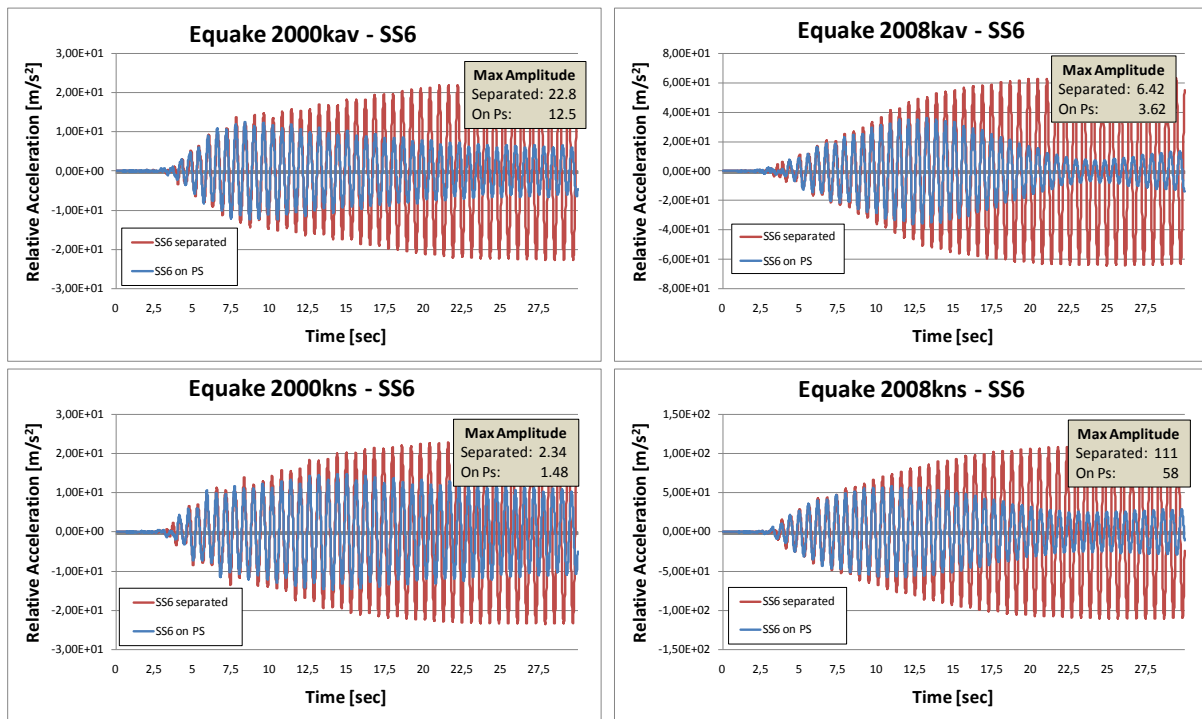 Equake 2000kav - SS6
Relative Acceleration [m/s²]
3,00E+01
2,00E+01
1,00E+01
0,00E+00
-1,00E+01
-2,00E+01
-3,00E+01
Max Amplitude
Separated: 22.8
On Ps: 12.5
SS6 separated
SS6 on PS
0 2,5 5 7,5 10 12,5 15 17,5 20 22,5 25 27,5
Time [sec]
Equake 2008kav - SS6
Relative Acceleration [m/s²]
8,00E+01
6,00E+01
4,00E+01
2,00E+01
0,00E+00
-2,00E+01
-4,00E+01
-6,00E+01
-8,00E+01
Max Amplitude
Separated: 6.42
On Ps: 3.62
SS6 separated
SS6 on PS
0 2,5 5 7,5 10 12,5 15 17,5 20 22,5 25 27,5
Time [sec]
Equake 2000kns - SS6
Relative Acceleration [m/s²]
3,00E+01
2,00E+01
1,00E+01
0,00E+00
-1,00E+01
-2,00E+01
-3,00E+01
Max Amplitude
Separated: 2.34
On Ps: 1.48
SS6 separated
SS6 on PS
0 2,5 5 7,5 10 12,5 15 17,5 20 22,5 25 27,5
Time [sec]
Equake 2008kns - SS6
Relative Acceleration [m/s²]
1,50E+02
1,00E+02
5,00E+01
0,00E+00
-5,00E+01
-1,00E+02
-1,50E+02
Max Amplitude
Separated: 111
On Ps: 58
SS6 separated
SS6 on PS
0 2,5 5 7,5 10 12,5 15 17,5 20 22,5 25 27,5
Time [sec]